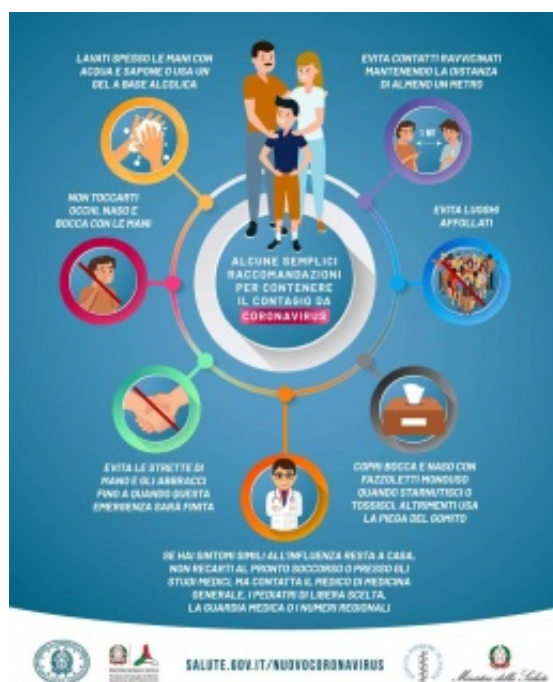 LAVATI SPESSO LE MANI CON
ACQUA E SAPONE O USA UN
GEL A BASE ALCOLICA
EVITA CONTATTI RAVVICINATI
MANTENENDO LA DISTANZA
DI ALMENO UN METRO
1 MT
NON TOCCARTI
OCCHI, NASO E
BOCCA CON LE MANI
EVITA LUOGHI
AFFOLLATI
ALCUNE SEMPLICI
RACCOMANDAZIONI
PER CONTENERE
IL CONTAGIO DA
CORONAVIRUS
EVITA LE STRETTE DI
MANO E GLI ABBRACCI
FINO A QUANDO QUESTA
EMERGENZA SARÀ FINITA
COPRI BOCCA E NASO CON
FAZZOLETTI MONOUSO
QUANDO STARNUTISCI O
TOSSISCI. ALTRIMENTI USA
LA PIEGA DEL GOMITO
SE HAI SINTOMI SIMILI ALL'INFLUENZA RESTA A CASA,
NON RECARTI AL PRONTO SOCCORSO O PRESSO GLI
STUDI MEDICI, MA CONTATTA IL MEDICO DI MEDICINA
GENERALE, I PEDIATRI DI LIBERA SCELTA,
LA GUARDIA MEDICA O I NUMERI REGIONALI
SALUTE.GOV.IT/NUOVOCORONAVIRUS
Ministero della Salute